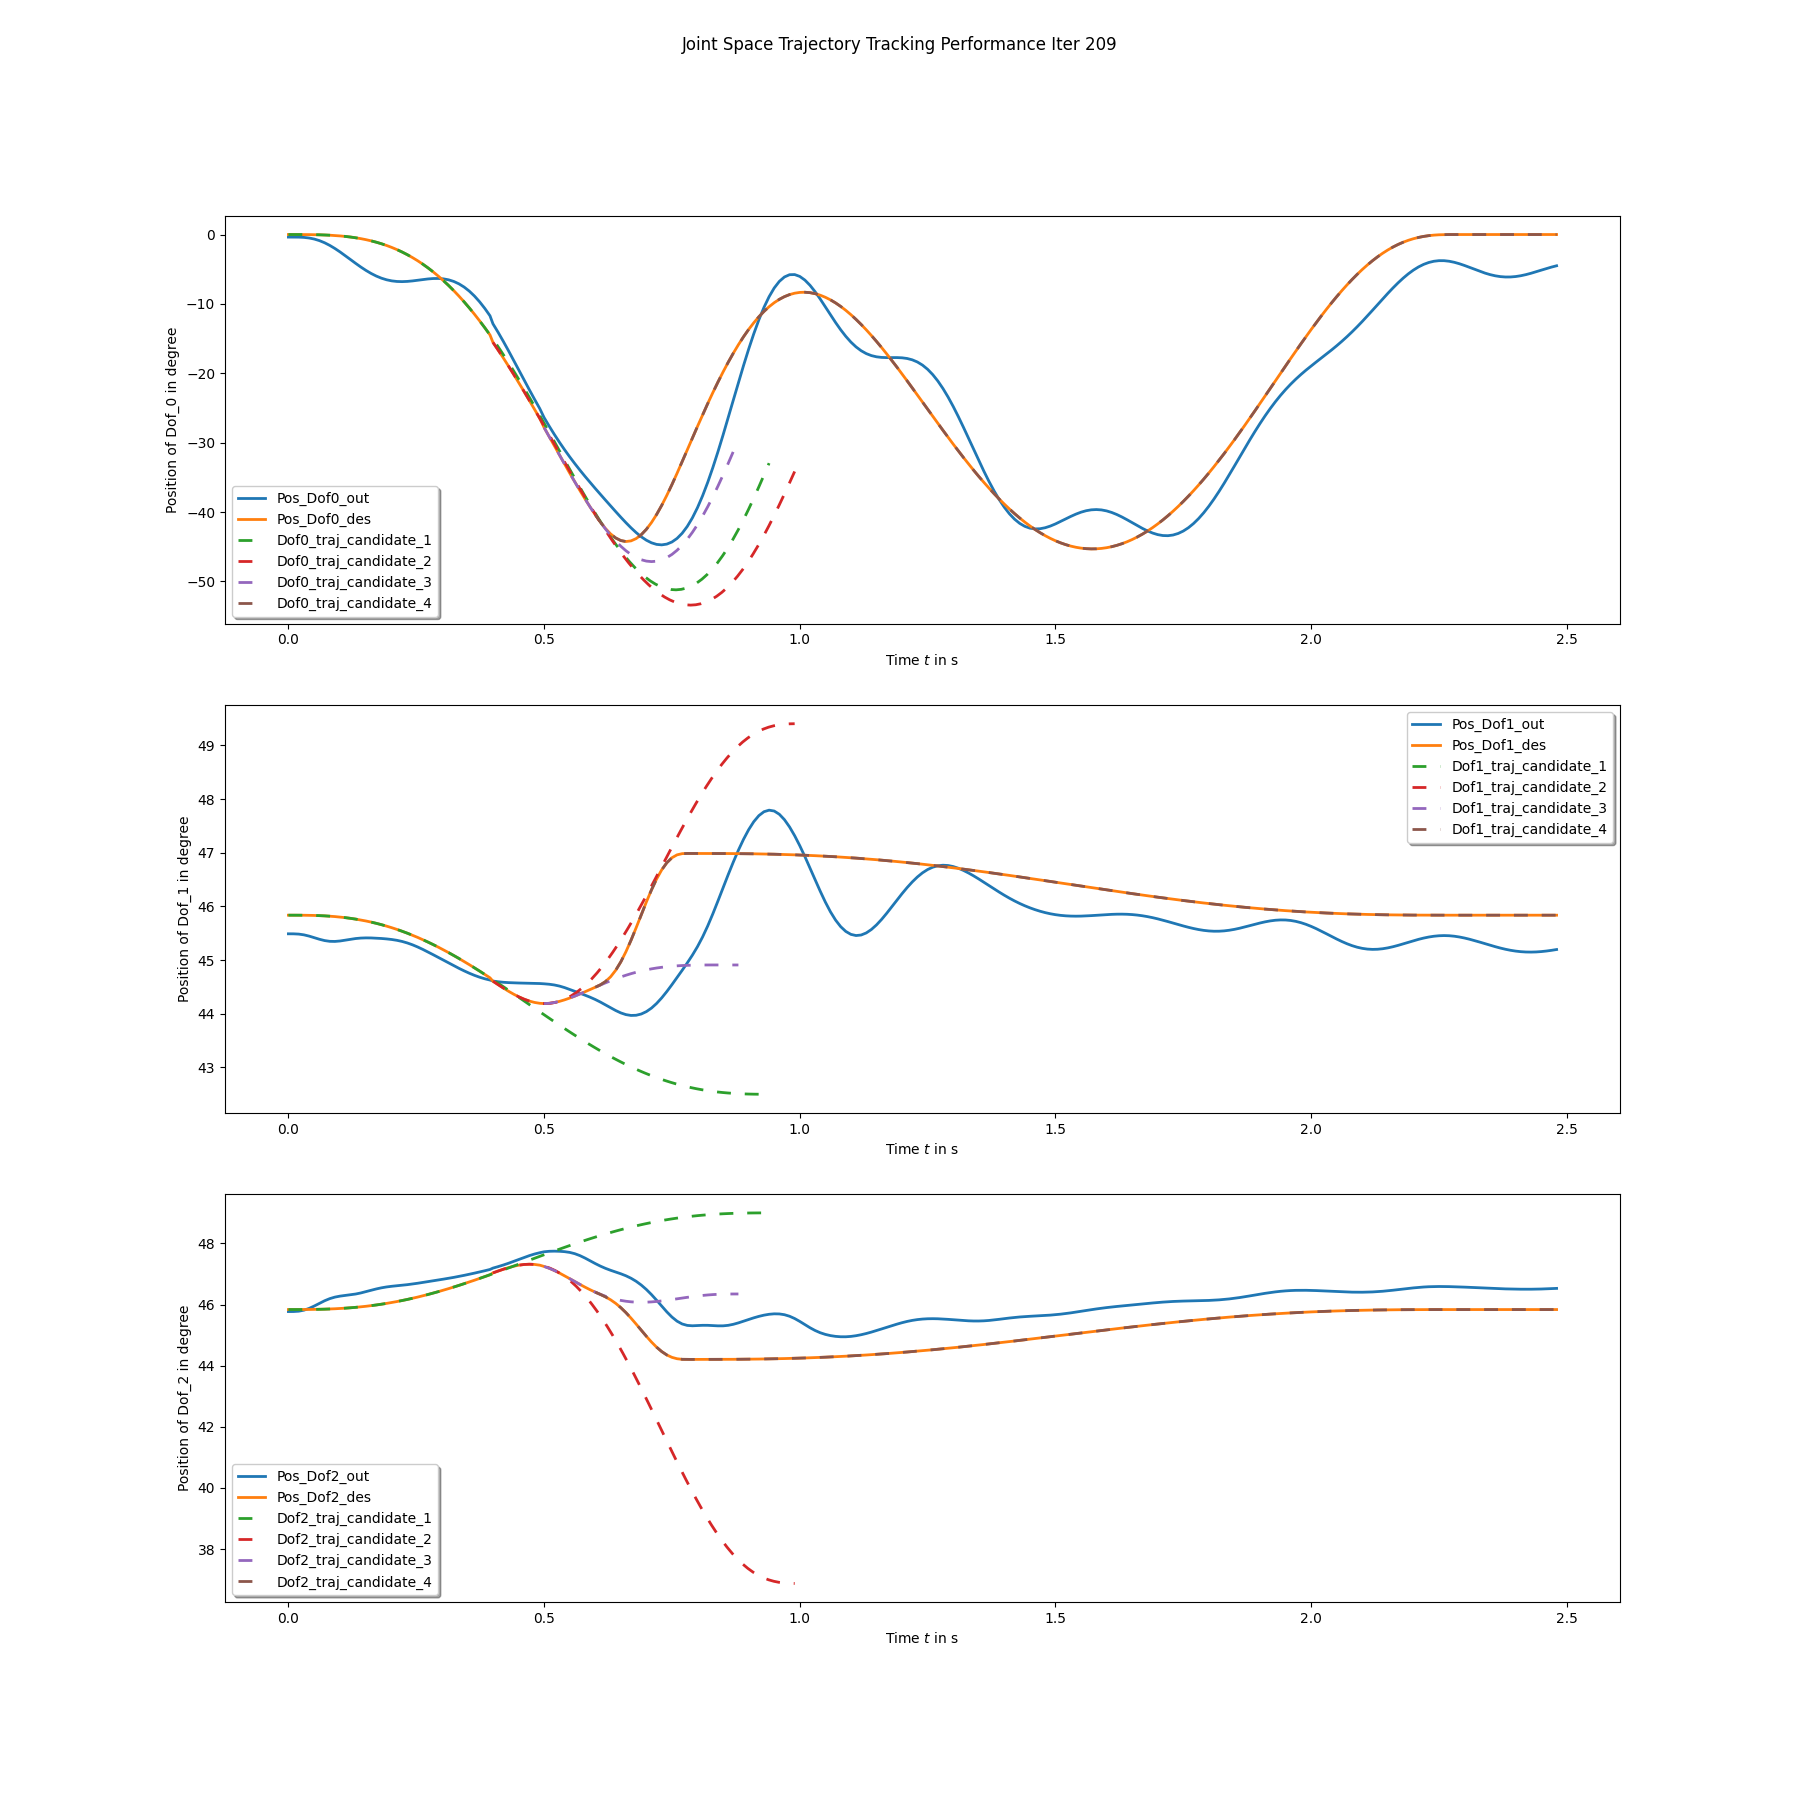 Joint Space Trajectory Tracking Performance Iter 209
0
−10
−20
−30
−40
−50
Position of Dof_0 in degree
Pos_Dof0_out
Pos_Dof0_des
Dof0_traj_candidate_1
Dof0_traj_candidate_2
Dof0_traj_candidate_3
Dof0_traj_candidate_4
0.0 0.5 1.0 1.5 2.0 2.5
Time t in s
49
48
47
46
45
44
43
Position of Dof_1 in degree
Pos_Dof1_out
Pos_Dof1_des
Dof1_traj_candidate_1
Dof1_traj_candidate_2
Dof1_traj_candidate_3
Dof1_traj_candidate_4
0.0 0.5 1.0 1.5 2.0 2.5
Time t in s
48
46
44
42
40
38
Position of Dof_2 in degree
Pos_Dof2_out
Pos_Dof2_des
Dof2_traj_candidate_1
Dof2_traj_candidate_2
Dof2_traj_candidate_3
Dof2_traj_candidate_4
0.0 0.5 1.0 1.5 2.0 2.5
Time t in s